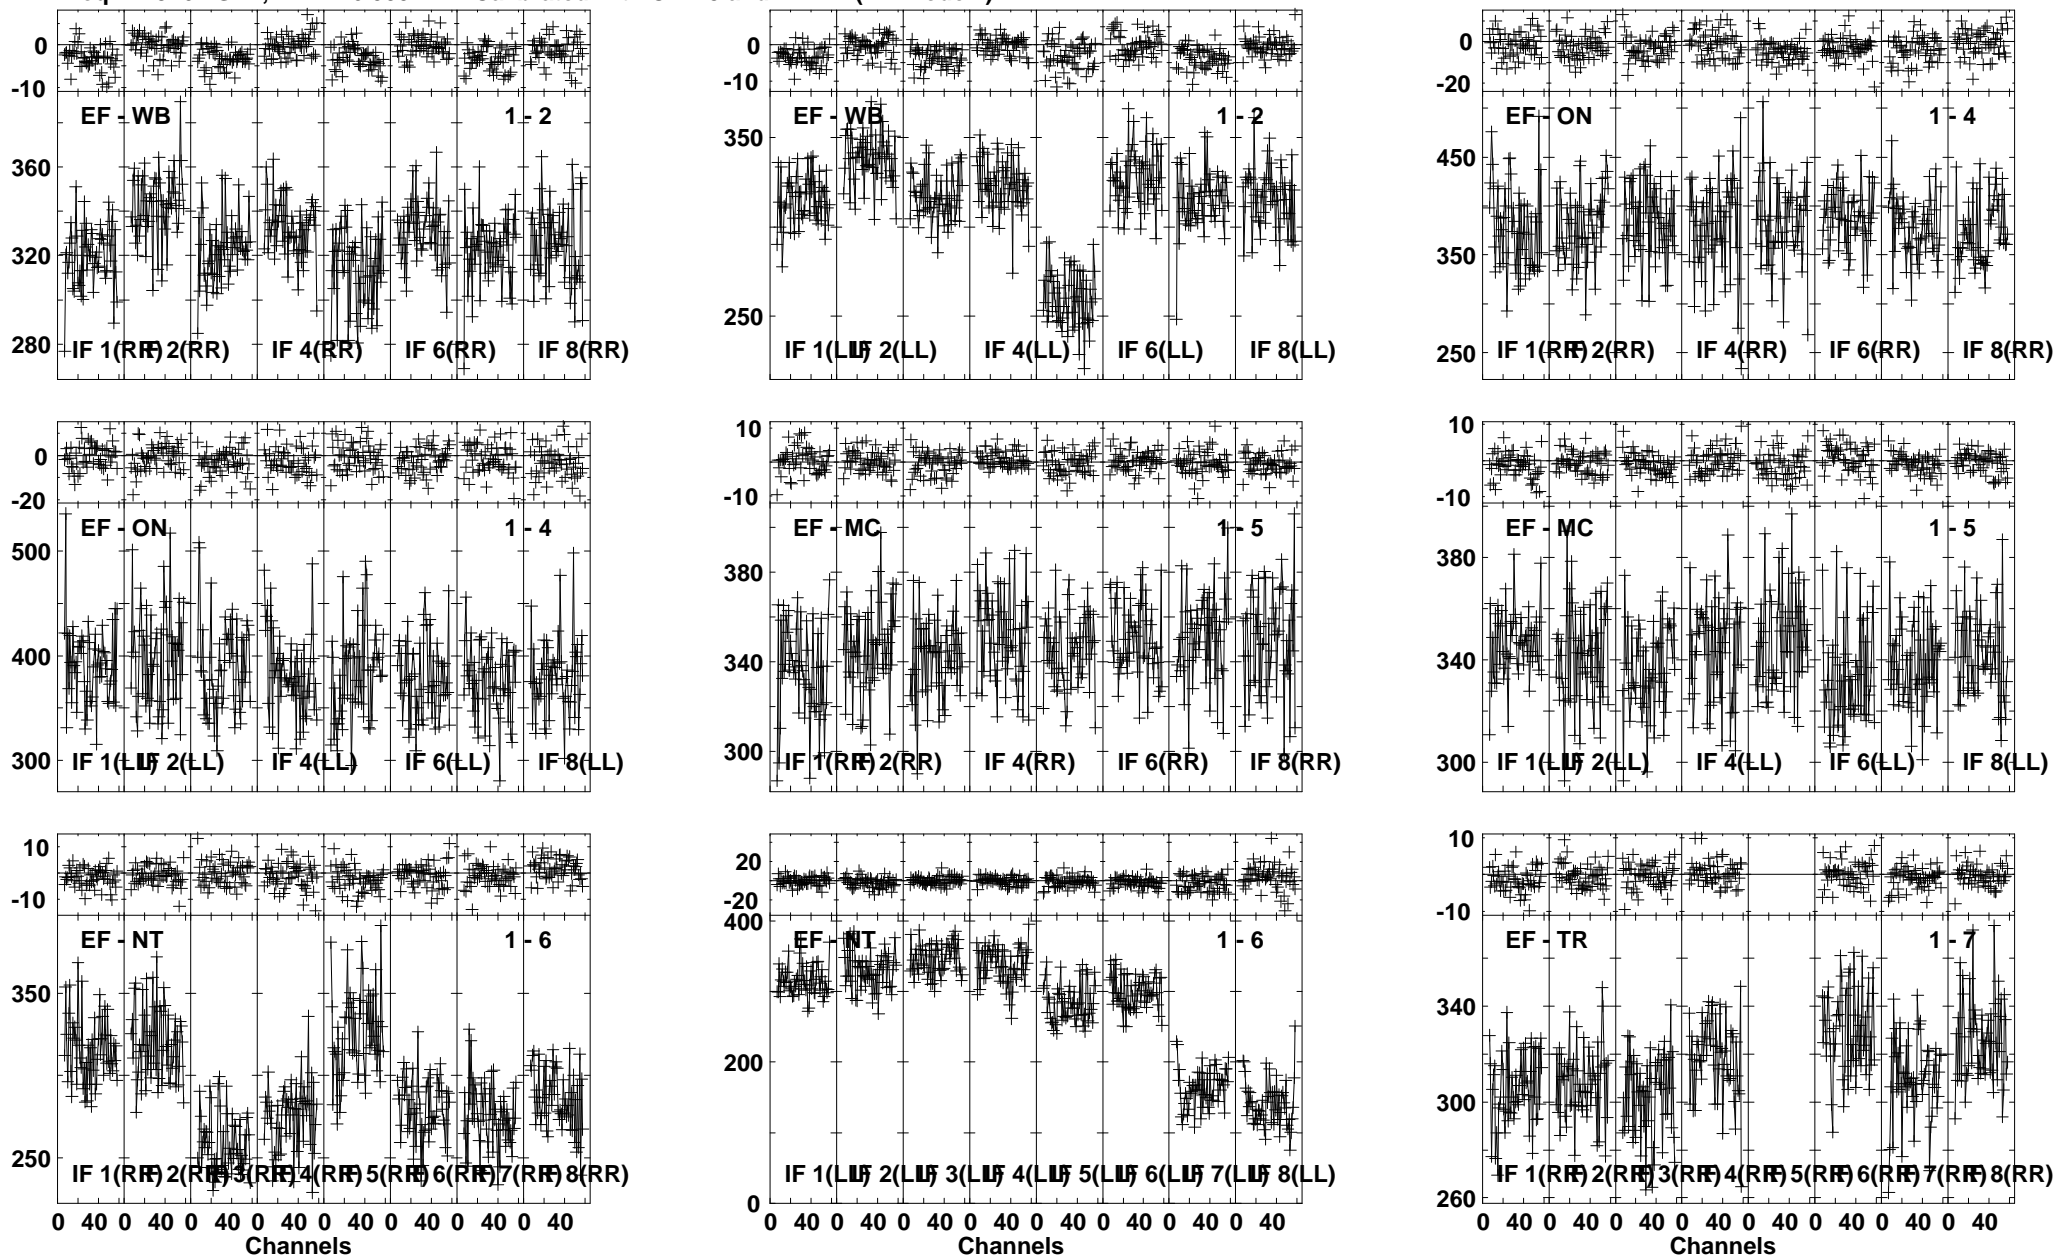 0 0 0
-10 -10 -20
EF - WB 1 - 2 EF - WB 1 - 2 EF - ON 1 - 4
360 350 450
320 350
280 250 250
IF 1(RR) IF 2(RR) IF 4(RR) IF 6(RR) IF 8(RR)
IF 1(LL) IF 2(LL) IF 4(LL) IF 6(LL) IF 8(LL)
IF 1(RR) IF 2(RR) IF 4(RR) IF 6(RR) IF 8(RR)
0 10 10
-20 -10 -10
EF - ON 1 - 4 EF - MC 1 - 5 EF - MC 1 - 5
500 380 380
400 340 340
300 300 300
IF 1(LL) IF 2(LL) IF 4(LL) IF 6(LL) IF 8(LL)
IF 1(RR) IF 2(RR) IF 4(RR) IF 6(RR) IF 8(RR)
IF 1(LL) IF 2(LL) IF 4(LL) IF 6(LL) IF 8(LL)
10 20 10
-10 -20 -10
EF - NT 1 - 6 EF - NT 1 - 6 EF - TR 1 - 7
350 400 340
250 200 300
0 260
IF 1(RR) IF 2(RR) IF 3(RR) IF 4(RR) IF 5(RR) IF 6(RR) IF 7(RR) IF 8(RR)
IF 1(LL) IF 2(LL) IF 3(LL) IF 4(LL) IF 5(LL) IF 6(LL) IF 7(LL) IF 8(LL)
IF 1(RR) IF 2(RR) IF 3(RR) IF 4(RR) IF 5(RR) IF 6(RR) IF 7(RR) IF 8(RR)
0 40 0 40 0 40 0 40 0 40 0 40 0 40 0 40
0 40 0 40 0 40 0 40 0 40 0 40 0 40 0 40
0 40 0 40 0 40 0 40 0 40 0 40 0 40 0 40
Channels Channels Channels